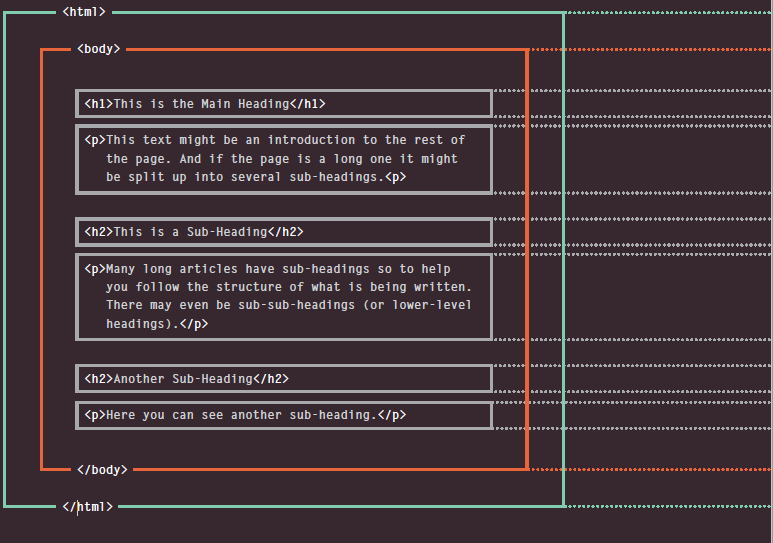 <html>
<body>
<h1>This is the Main Heading</h1>
<p>This text might be an introduction to the rest of
the page. And if the page is a long one it might
be split up into several sub-headings.<p>
<h2>This is a Sub-Heading</h2>
<p>Many long articles have sub-headings so to help
you follow the structure of what is being written.
There may even be sub-sub-headings (or lower-level
headings).</p>
<h2>Another Sub-Heading</h2>
<p>Here you can see another sub-heading.</p>
</body>
</html>